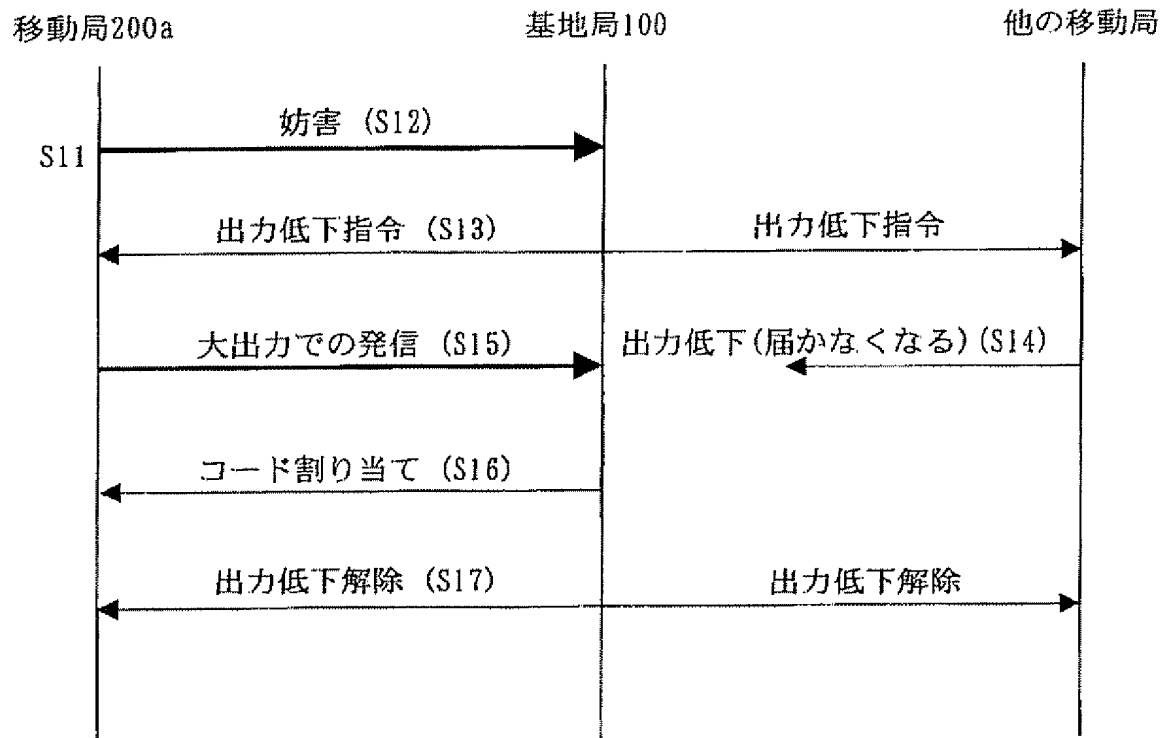 移動局200a
基地局100
他の移動局
妨害 (S12)
S11
出力低下指令 (S13)
出力低下指令
大出力での発信 (S15)
出力低下(届かなくなる)(S14)
コード割り当て (S16)
出力低下解除 (S17)
出力低下解除